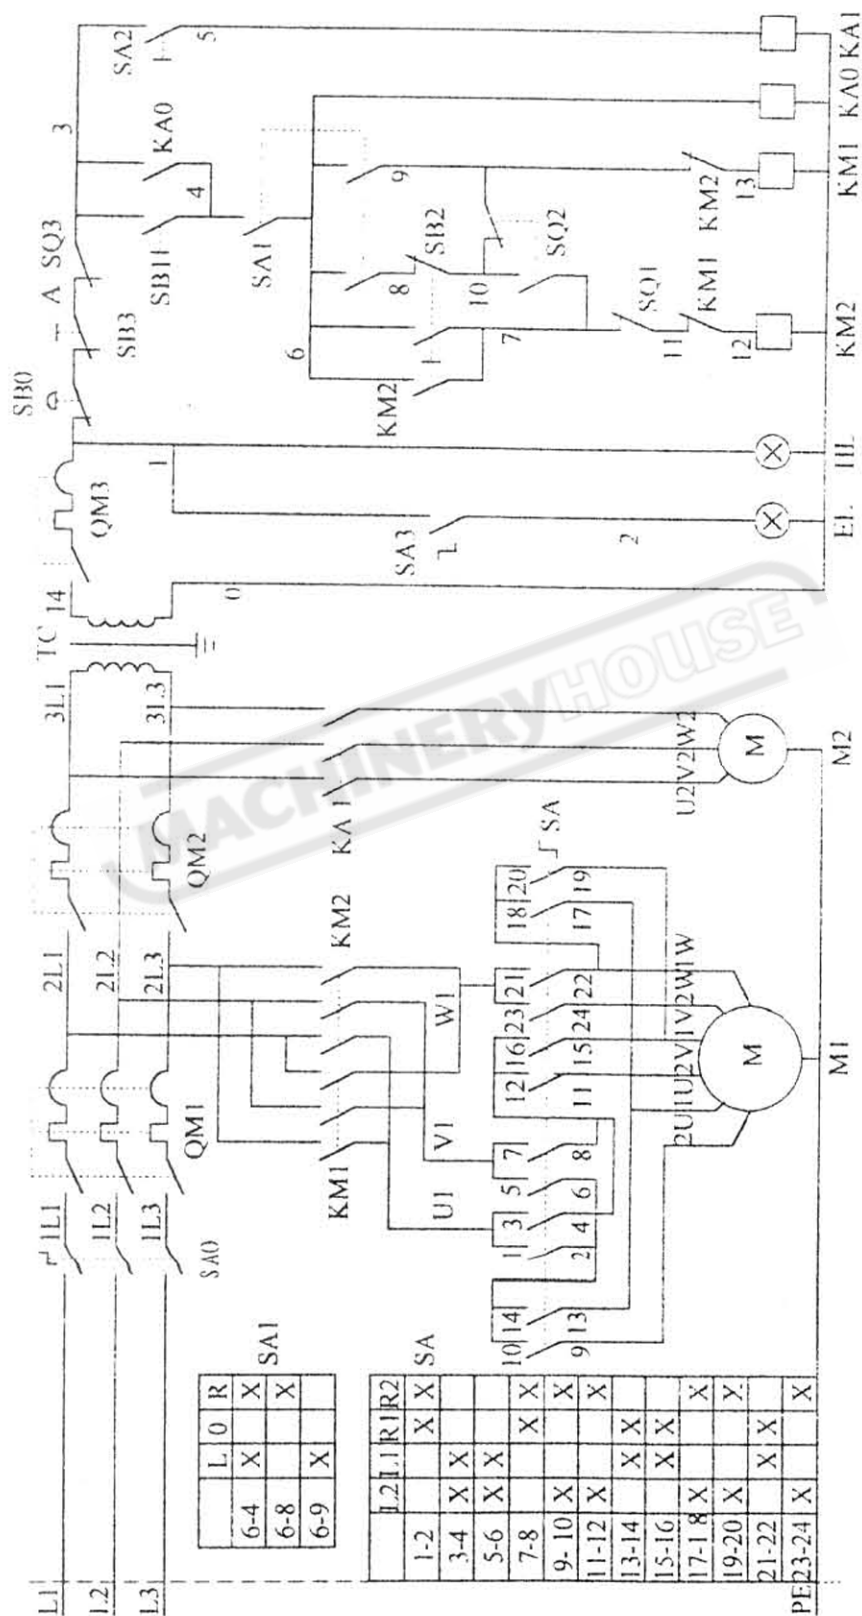 L1
L2
L3
PE
1L1
1L2
1L3
SA0
QM1
2L1
2L2
2L3
QM2
3L1
3L3
TC
14
0
QM3
1
SB0
SB3
A
SQ3
3
SA2
5
KA0
4
SB11
SA1
6
9
8
SB2
10
SQ2
7
KM2
SQ1
11
KM1
12
KM2
13
SA3
2
EL
HL
KM2
KM1
KA0
KA1
KM1
KM2
KA1
U1
V1
W1
SA
10 14 1 3 5 7 12 16 23 21 18 20
9 13 2 4 6 8 11 15 24 22 17 19
2U 1U 2V 1V 2W 1W
M
M1
U2 V2 W2
M
M2
SA1
L 0 R
6-4 X X
6-8 X
6-9 X
SA
L2 L1 R1 R2
1-2 X X
3-4 X X
5-6 X X
7-8 X X
9-10 X X
11-12 X X
13-14 X X
15-16 X X
17-18 X X
19-20 X X
21-22 X X
23-24 X X
MACHINERYHOUSE